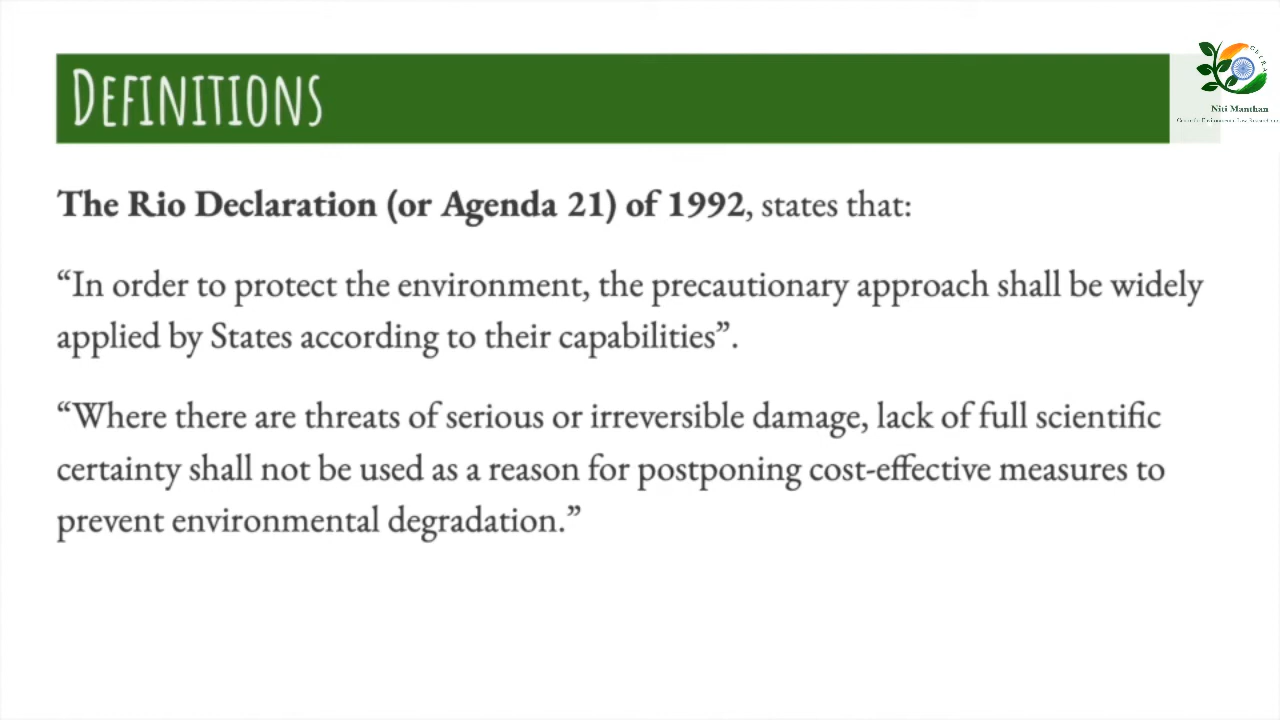 DEFINITIONS
Niti Manthan
The Rio Declaration (or Agenda 21) of 1992, states that:
“In order to protect the environment, the precautionary approach shall be widely
applied by States according to their capabilities”.
“Where there are threats of serious or irreversible damage, lack of full scientific
certainty shall not be used as a reason for postponing cost-effective measures to
prevent environmental degradation.”